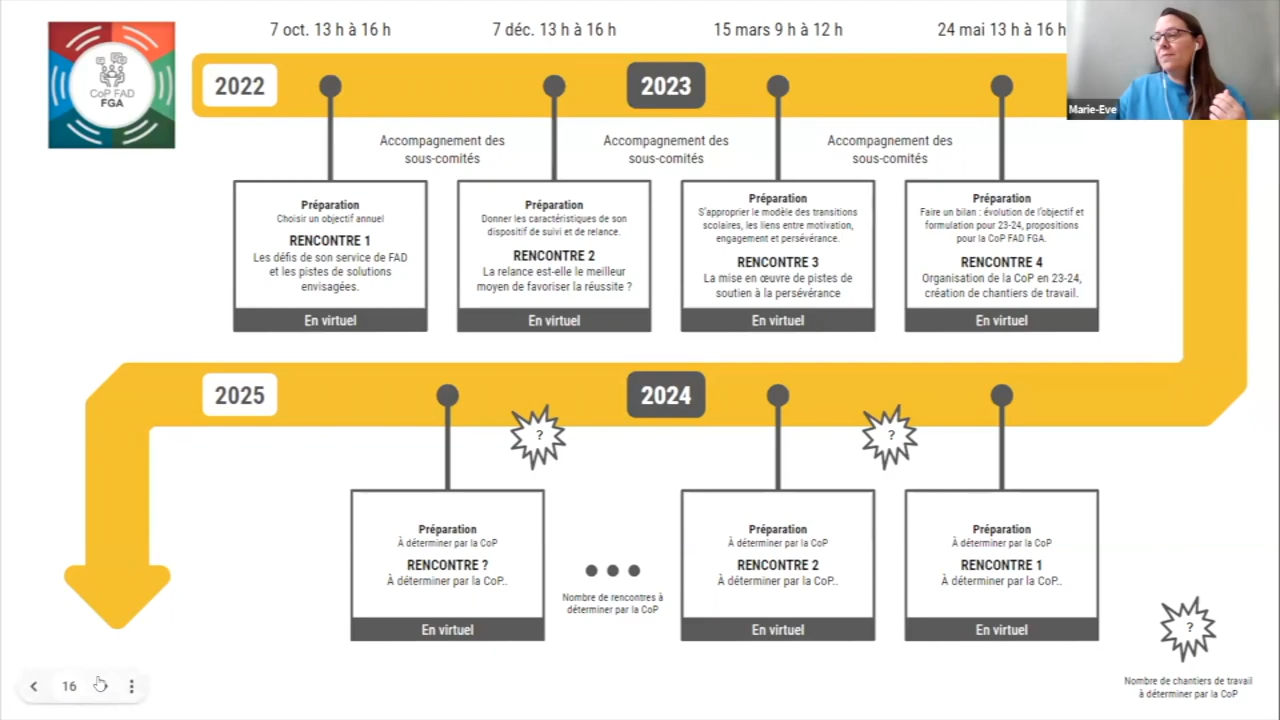 CoP FAD
FGA
7 oct. 13 h à 16 h
7 déc. 13 h à 16 h
15 mars 9 h à 12 h
24 mai 13 h à 16 h
Marie-Eve
2022
2023
Accompagnement des
sous-comités
Accompagnement des
sous-comités
Accompagnement des
sous-comités
Préparation
Choisir un objectif annuel
RENCONTRE 1
Les défis de son service de FAD
et les pistes de solutions
envisagées.
En virtuel
Préparation
Donner les caractéristiques de son
dispositif de suivi et de relance.
RENCONTRE 2
La relance est-elle le meilleur
moyen de favoriser la réussite ?
En virtuel
Préparation
S'approprier le modèle des transitions
scolaires, les liens entre motivation,
engagement et persévérance.
RENCONTRE 3
La mise en œuvre de pistes de
soutien à la persévérance
En virtuel
Préparation
Faire un bilan : évolution de l'objectif et
formulation pour 23-24, propositions
pour la CoP FAD FGA.
RENCONTRE 4
Organisation de la CoP en 23-24,
création de chantiers de travail.
En virtuel
2025
2024
?
?
Préparation
À déterminer par la CoP
RENCONTRE ?
À déterminer par la CoP..
En virtuel
Nombre de rencontres à
déterminer par la CoP
Préparation
À déterminer par la CoP
RENCONTRE 2
À déterminer par la CoP..
En virtuel
Préparation
À déterminer par la CoP
RENCONTRE 1
À déterminer par la CoP..
En virtuel
?
Nombre de chantiers de travail
à déterminer par la CoP
16